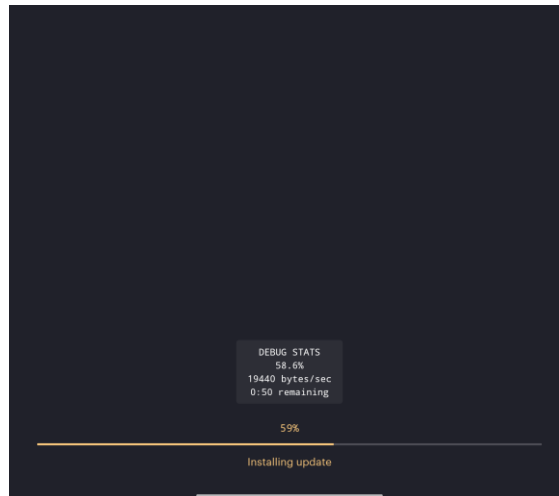 DEBUG STATS
58.6%
19440 bytes/sec
0:50 remaining
59%
Installing update